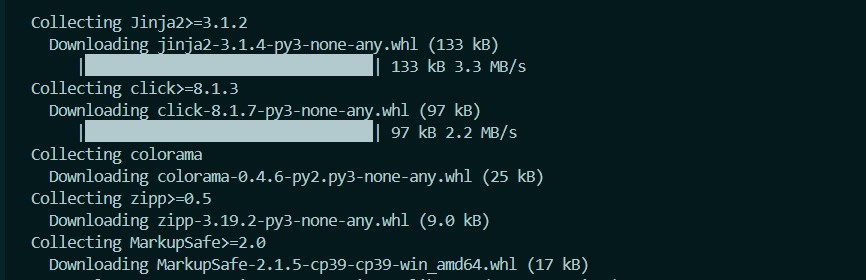 Collecting Jinja2>=3.1.2
Downloading jinja2-3.1.4-py3-none-any.whl (133 kB)
| | 133 kB 3.3 MB/s
Collecting click>=8.1.3
Downloading click-8.1.7-py3-none-any.whl (97 kB)
| | 97 kB 2.2 MB/s
Collecting colorama
Downloading colorama-0.4.6-py2.py3-none-any.whl (25 kB)
Collecting zipp>=0.5
Downloading zipp-3.19.2-py3-none-any.whl (9.0 kB)
Collecting MarkupSafe>=2.0
Downloading MarkupSafe-2.1.5-cp39-cp39-win_amd64.whl (17 kB)